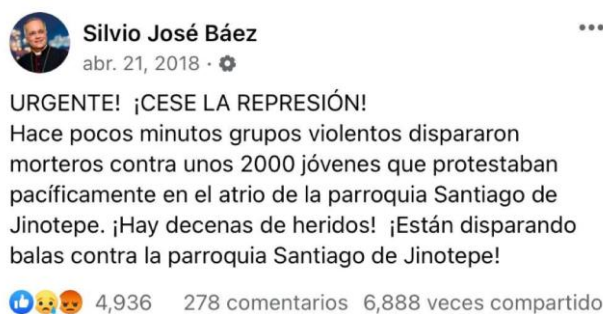 Silvio José Báez
abr. 21, 2018 ·
URGENTE! ¡CESE LA REPRESIÓN!
Hace pocos minutos grupos violentos dispararon
morteros contra unos 2000 jóvenes que protestaban
pacíficamente en el atrio de la parroquia Santiago de
Jinotepe. ¡Hay decenas de heridos! ¡Están disparando
balas contra la parroquia Santiago de Jinotepe!
4,936 278 comentarios 6,888 veces compartido